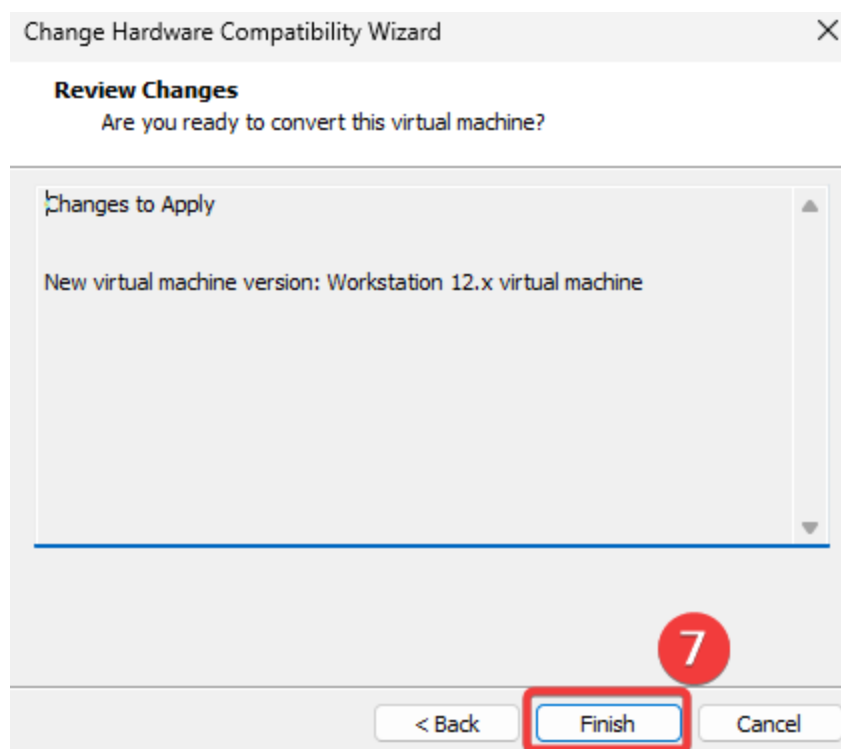 Change Hardware Compatibility Wizard
Review Changes
Are you ready to convert this virtual machine?
Changes to Apply
New virtual machine version: Workstation 12.x virtual machine
7
< Back Finish Cancel